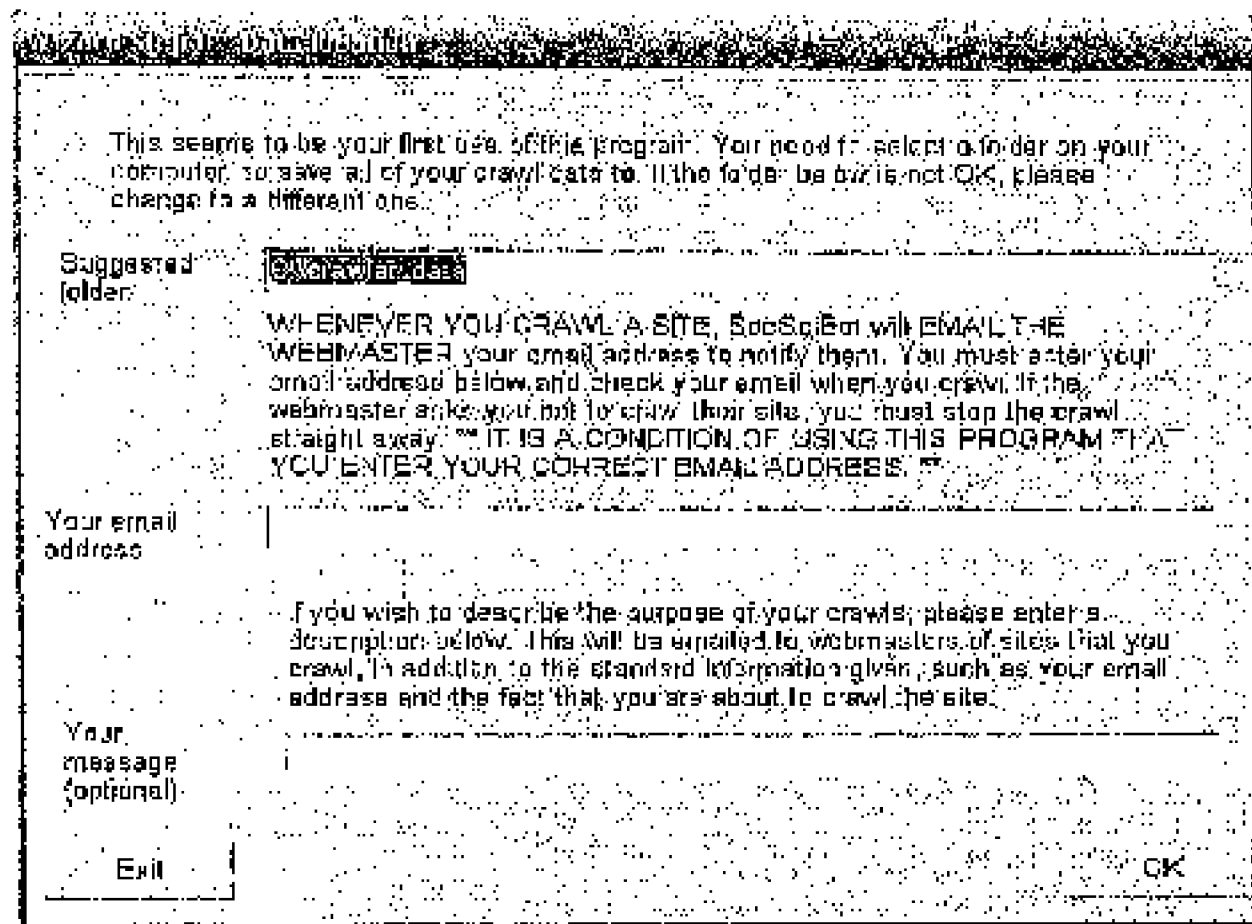 This seems to be your first use of this program. You need to select a folder on your
computer to save all of your crawl data to. If the folder below is not OK, please
change to a different one.
Suggested
folder:
WHENEVER YOU CRAWL A SITE, SocSciBot will EMAIL THE
WEBMASTER your email address to notify them. You must enter your
email address below and check your email when you crawl. If the
webmaster asks you not to crawl their site, you must stop the crawl
straight away. ** IT IS A CONDITION OF USING THIS PROGRAM THAT
YOU ENTER YOUR CORRECT EMAIL ADDRESS. **
Your email
address
If you wish to describe the purpose of your crawls, please enter a
description below. This will be emailed to webmasters of sites that you
crawl, in addition to the standard information given, such as your email
address and the fact that you are about to crawl the site.
Your
message
(optional)
Exit
OK